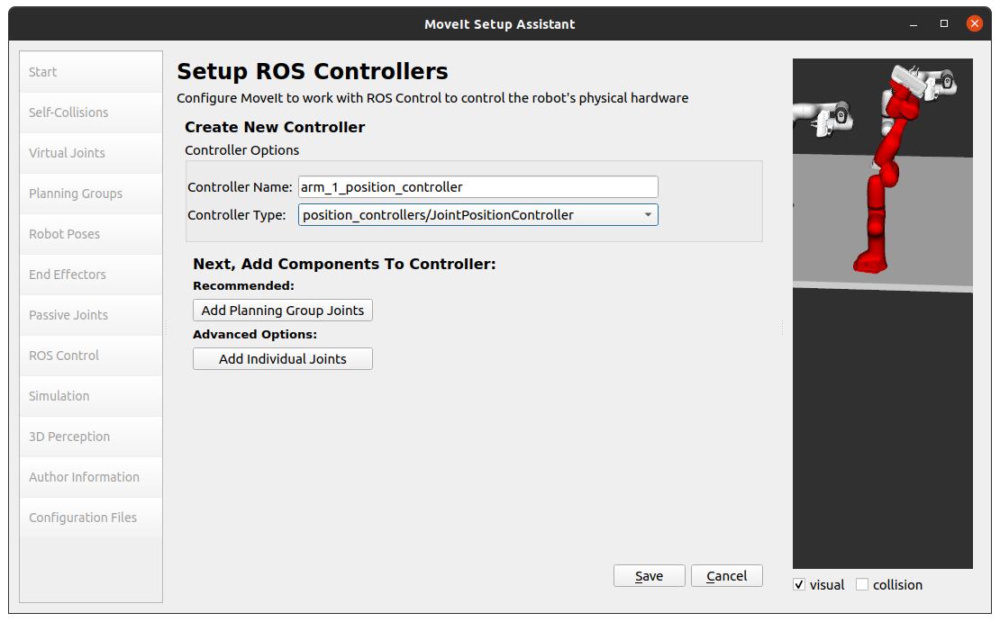 MoveIt Setup Assistant
Start
Self-Collisions
Virtual Joints
Planning Groups
Robot Poses
End Effectors
Passive Joints
ROS Control
Simulation
3D Perception
Author Information
Configuration Files
Setup ROS Controllers
Configure MoveIt to work with ROS Control to control the robot's physical hardware
Create New Controller
Controller Options
Controller Name: arm_1_position_controller
Controller Type: position_controllers/JointPositionController
Next, Add Components To Controller:
Recommended:
Add Planning Group Joints
Advanced Options:
Add Individual Joints
Save Cancel
visual collision